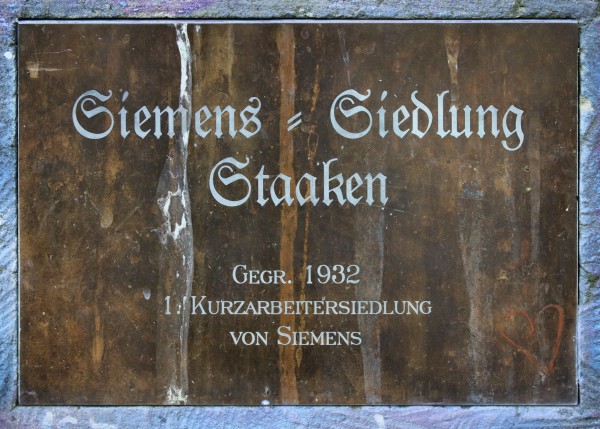 Siemens = Siedlung
Staaken
Gegr. 1932
1. Kurzarbeitersiedlung
von Siemens